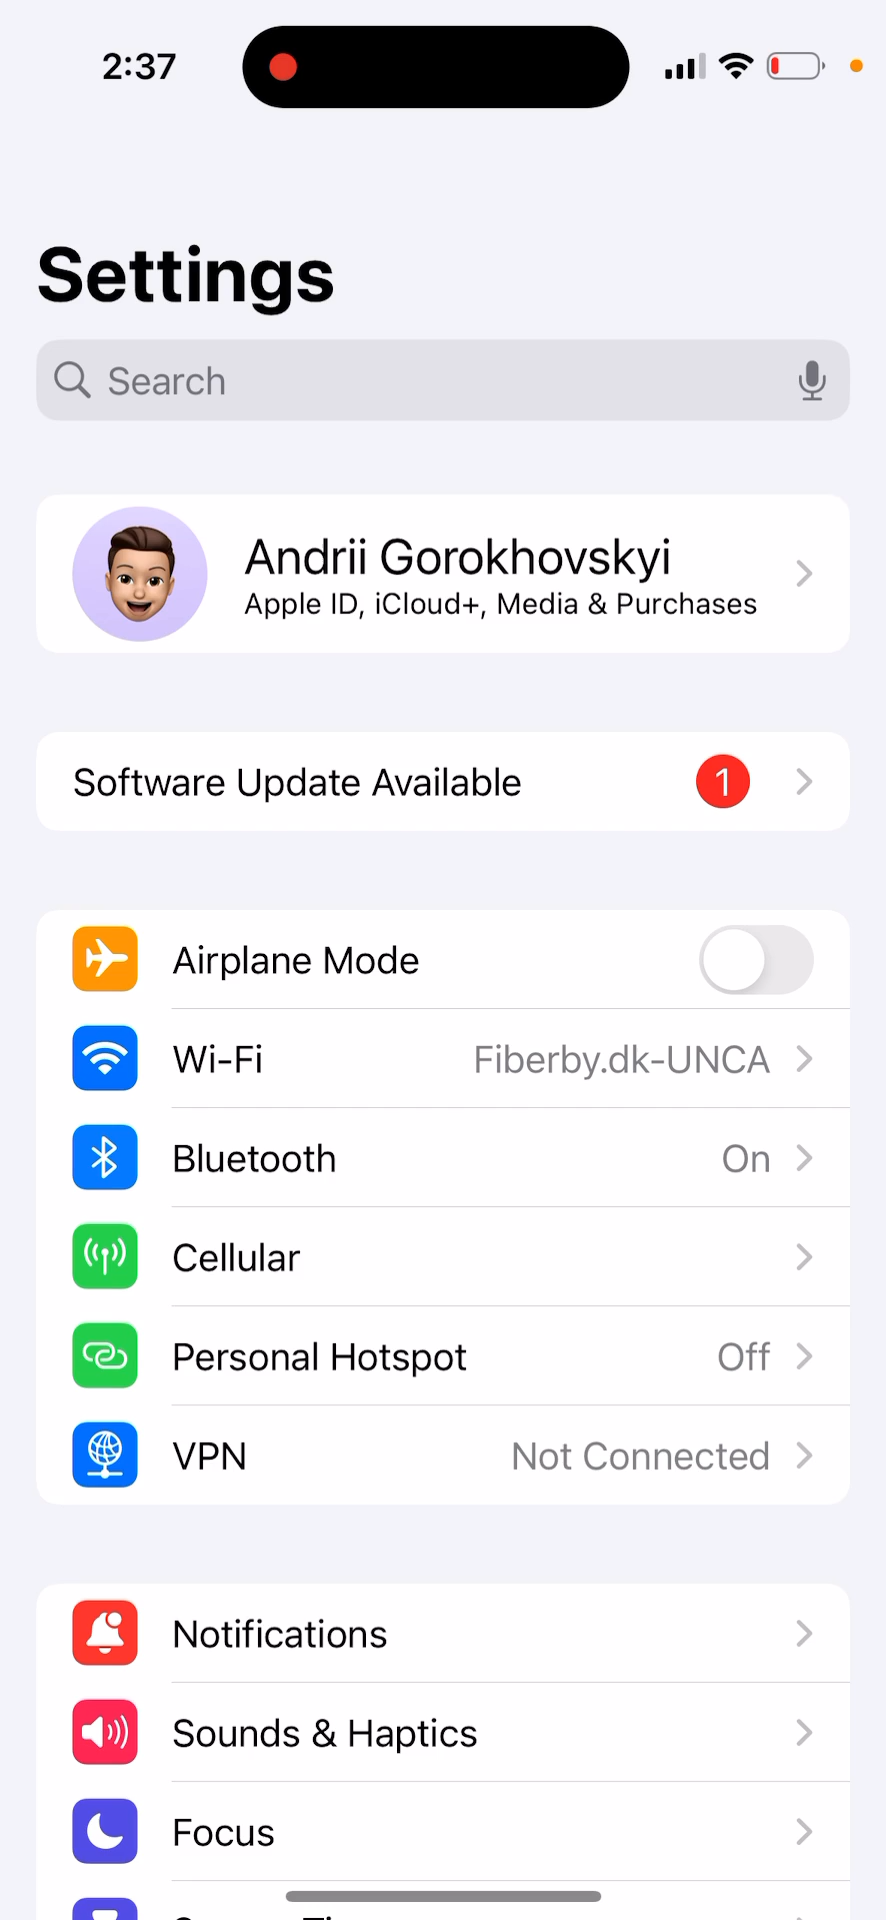 2:37
Settings
Search
Andrii Gorokhovskyi
Apple ID, iCloud+, Media & Purchases
Software Update Available 1
Airplane Mode
Wi-Fi Fiberby.dk-UNCA
Bluetooth On
Cellular
Personal Hotspot Off
VPN Not Connected
Notifications
Sounds & Haptics
Focus